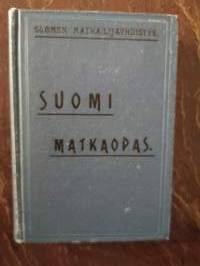 SUOMEN MATKAILIJAYHDISTYS.
SUOMI
MATKAOPAS.